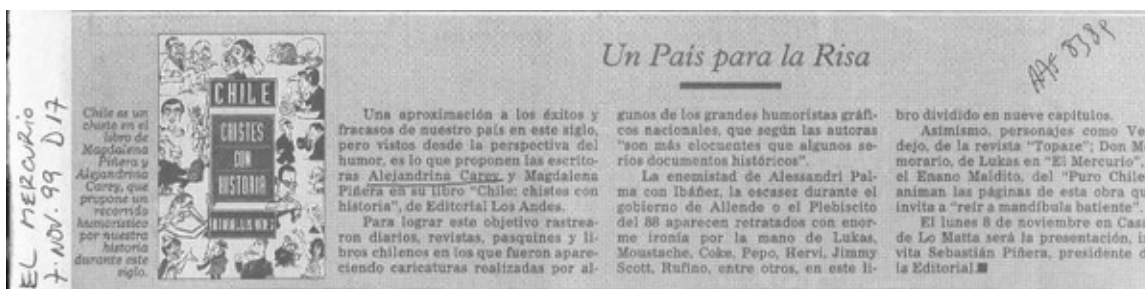 EL MERCURIO
7. NOV. 99 D17
Chile es un
chiste en el
libro de
Magdalena
Piñera y
Alejandrina
Carey, que
propone un
recorrido
humorístico
por nuestra
historia
durante este
siglo.
CHILE
CHISTES
CON
HISTORIA
Un País para la Risa
Una aproximación a los éxitos y
fracasos de nuestro país en este siglo,
pero vistos desde la perspectiva del
humor, es lo que proponen las escrito-
ras Alejandrina Carey y Magdalena
Piñera en su libro "Chile: chistes con
historia", de Editorial Los Andes.
Para lograr este objetivo rastrea-
ron diarios, revistas, pasquines y li-
bros chilenos en los que fueron apare-
ciendo caricaturas realizadas por al-
gunos de los grandes humoristas gráfi-
cos nacionales, que según las autoras
"son más elocuentes que algunos se-
rios documentos históricos".
La enemistad de Alessandri Pal-
ma con Ibáñez, la escasez durante el
gobierno de Allende o el Plebiscito
del 88 aparecen retratados con enor-
me ironía por la mano de Lukas,
Moustache, Coke, Pepo, Hervi, Jimmy
Scott, Rufino, entre otros, en este li-
bro dividido en nueve capítulos.
Asimismo, personajes como Ve
dejo, de la revista "Topaze"; Don M
morario, de Lukas en "El Mercurio"
el Enano Maldito, del "Puro Chile
animan las páginas de esta obra q
invita a "reír a mandíbula batiente".
El lunes 8 de noviembre en Cas
de Lo Matta será la presentación, i
vita Sebastián Piñera, presidente d
la Editorial.